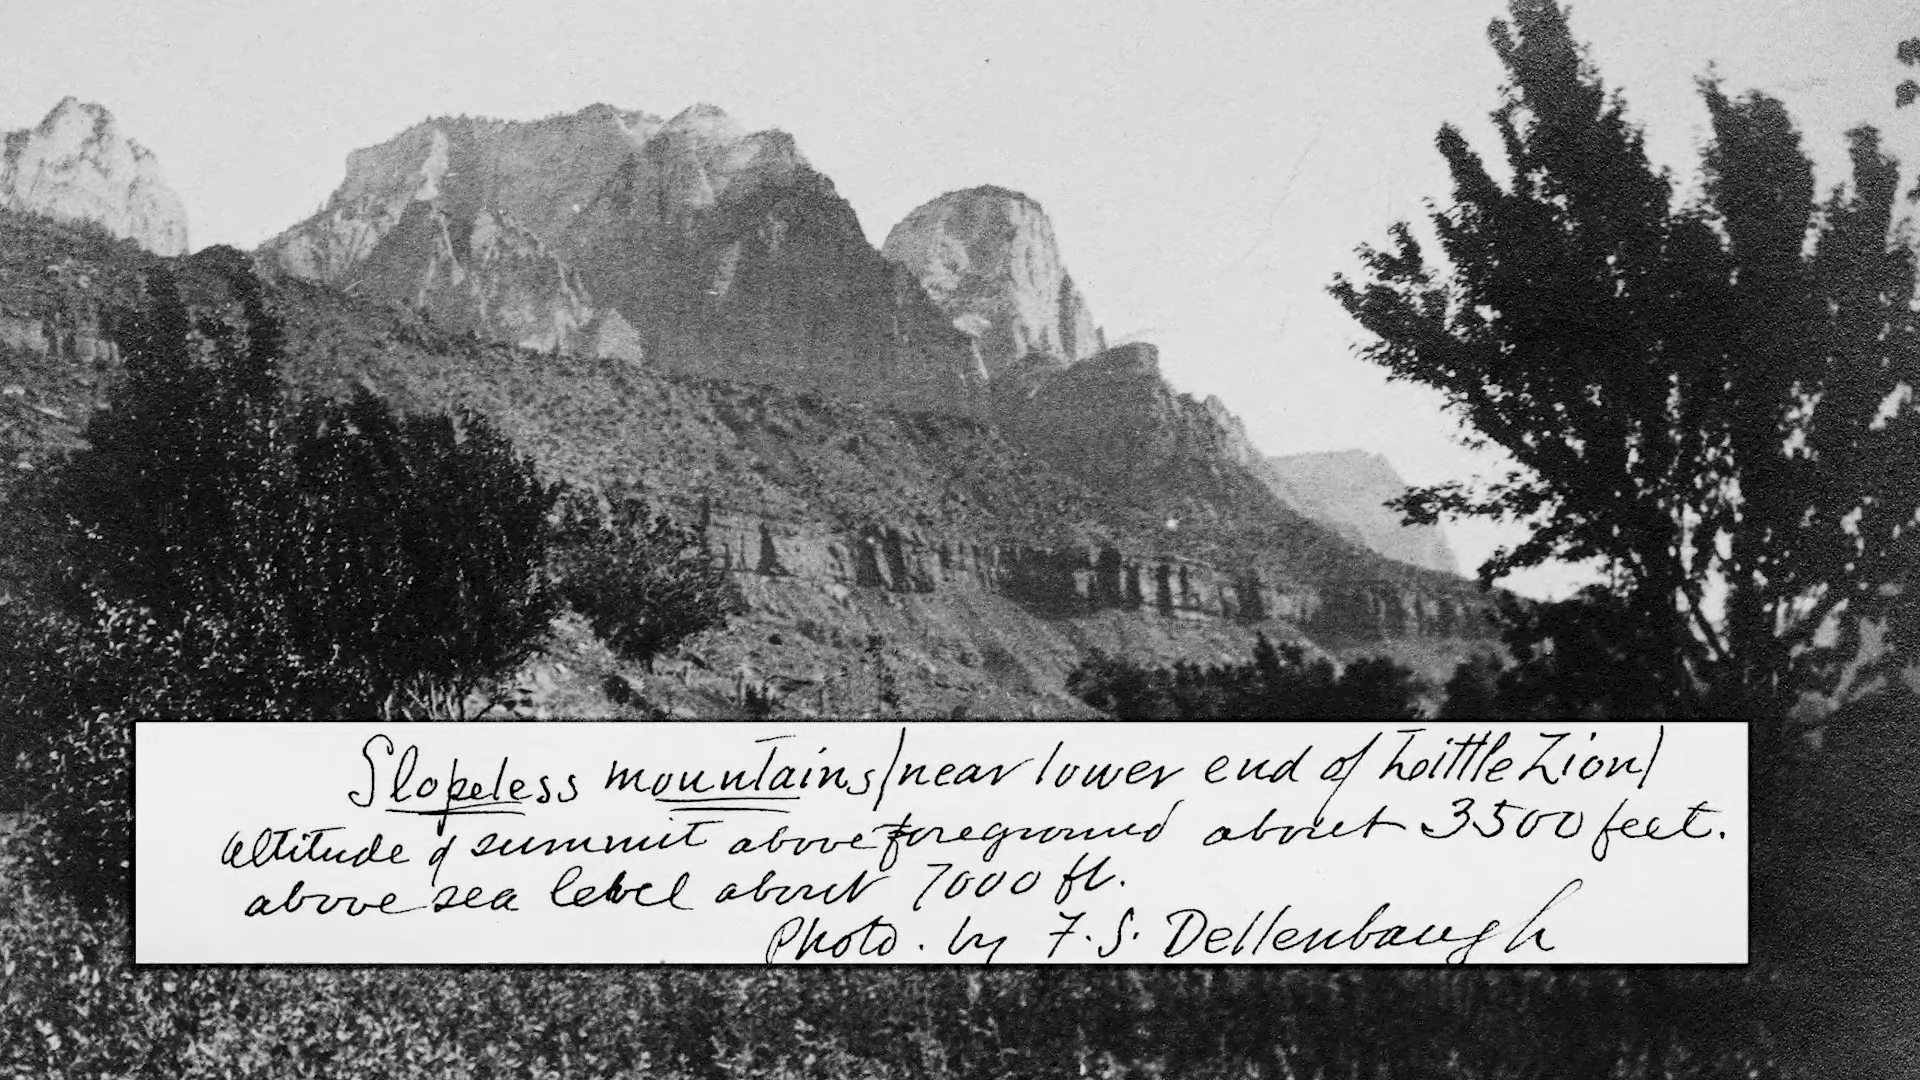 Slopeless mountains (near lower end of Little Zion)
Altitude of summit above foreground about 3500 feet.
above sea level about 7000 ft.
Photo. by F. S. Dellenbaugh